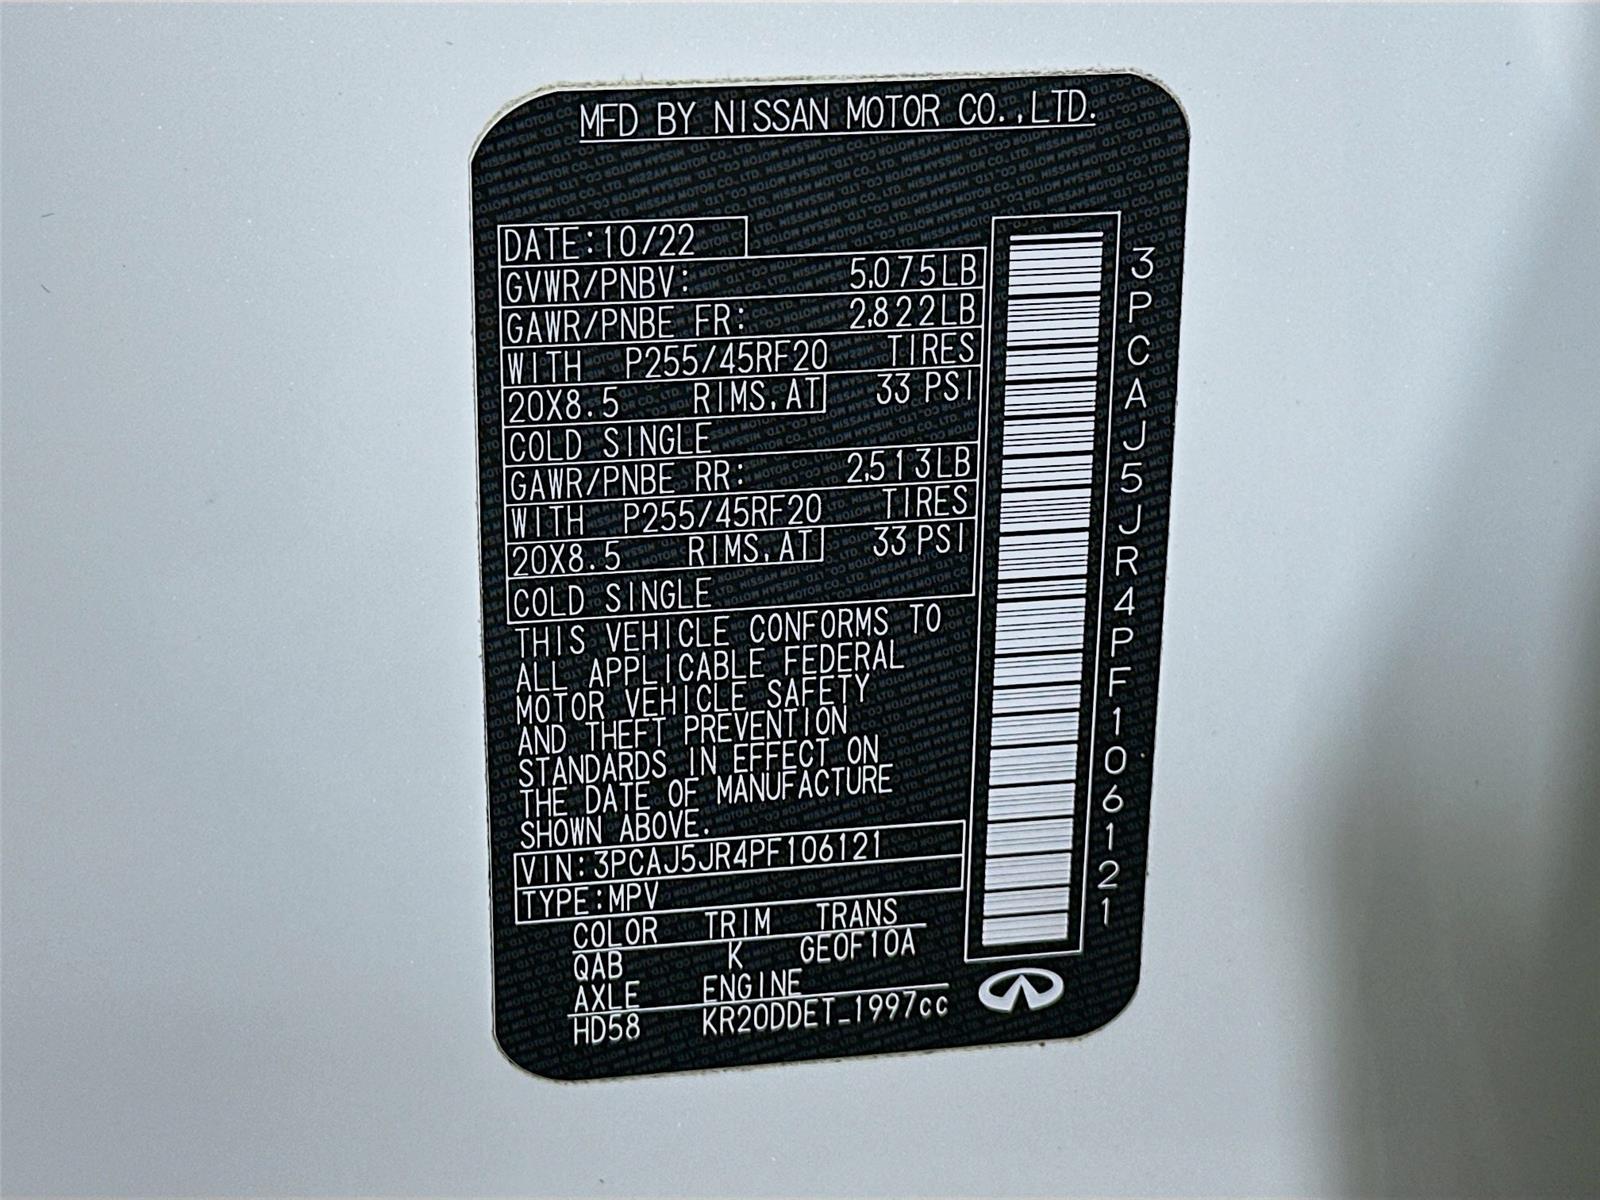 MFD BY NISSAN MOTOR CO.,LTD.
DATE:10/22
GVWR/PNBV: 5,075LB
GAWR/PNBE FR: 2,822LB
WITH P255/45RF20 TIRES
20X8.5 RIMS,AT 33 PSI
COLD SINGLE
GAWR/PNBE RR: 2,513LB
WITH P255/45RF20 TIRES
20X8.5 RIMS,AT 33 PSI
COLD SINGLE
THIS VEHICLE CONFORMS TO
ALL APPLICABLE FEDERAL
MOTOR VEHICLE SAFETY
AND THEFT PREVENTION
STANDARDS IN EFFECT ON
THE DATE OF MANUFACTURE
SHOWN ABOVE.
VIN:3PCAJ5JR4PF106121
TYPE:MPV
COLOR TRIM TRANS
QAB K GE0F10A
AXLE ENGINE
HD58 KR20DDET_1997cc
3PCAJ5JR4PF106121